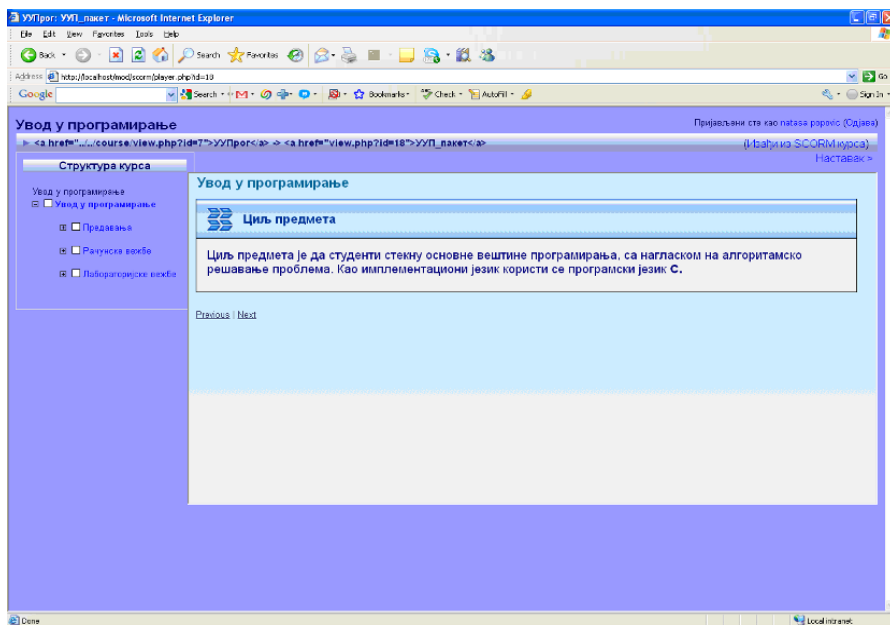 УУПрог: УУП_пакет - Microsoft Internet Explorer
File Edit View Favorites Tools Help
Back Search Favorites
Address http://localhost/mod/scorm/player.php?id=18 Go
Google Search Bookmarks Check AutoFill Sign In
Увод у програмирање
Пријављени сте као natasa popovic (Одјава)
<a href="../../course/view.php?id=7">УУПрог</a> -> <a href="view.php?id=18">УУП_пакет</a>
(Изађи из SCORM курса)
Наставак >
Структура курса
Увод у програмирање
Увод у програмирање
Предавања
Рачунске вежбе
Лабораторијске вежбе
Увод у програмирање
Циљ предмета
Циљ предмета је да студенти стекну основне вештине програмирања, са нагласком на алгоритамско
решавање проблема. Као имплементациони језик користи се програмски језик C.
Previous | Next
Done
Local intranet